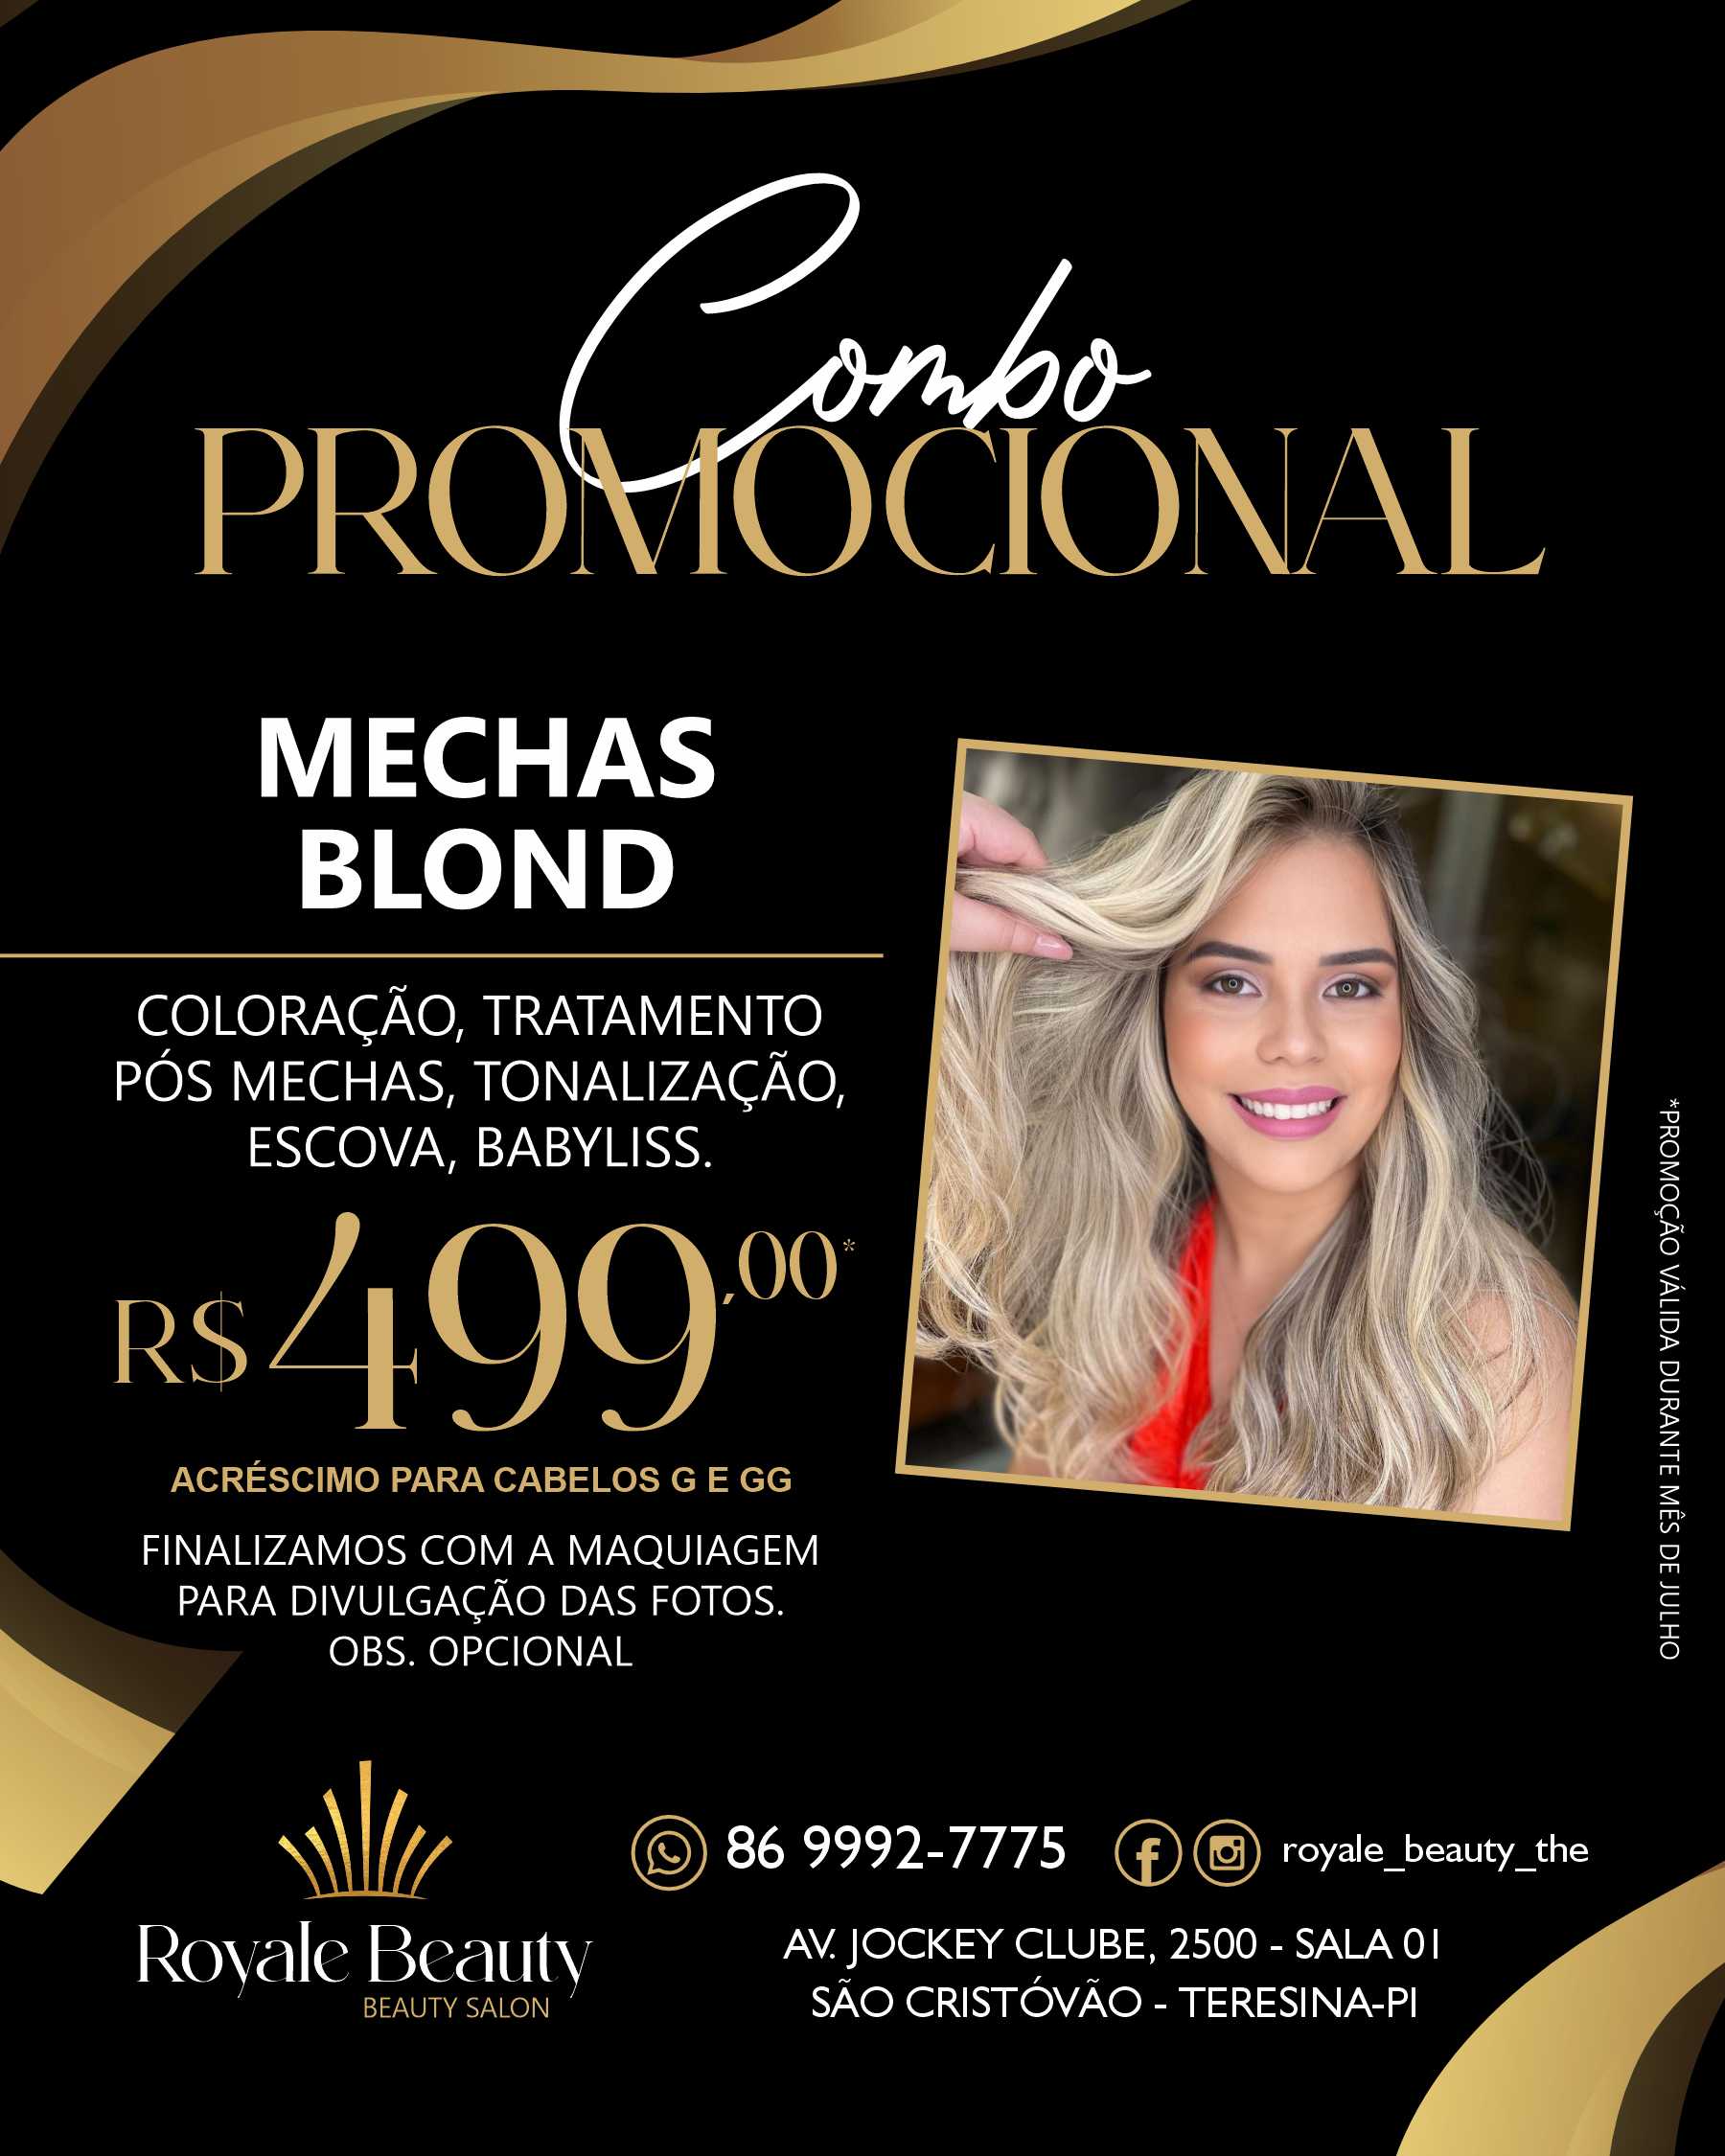 Combo
PROMOCIONAL
MECHAS
BLOND
COLORAÇÃO, TRATAMENTO
PÓS MECHAS, TONALIZAÇÃO,
ESCOVA, BABYLISS.
R$ 499,00*
ACRÉSCIMO PARA CABELOS G E GG
FINALIZAMOS COM A MAQUIAGEM
PARA DIVULGAÇÃO DAS FOTOS.
OBS. OPCIONAL
*PROMOÇÃO VÁLIDA DURANTE MÊS DE JULHO
Royale Beauty
BEAUTY SALON
86 9992-7775
royale_beauty_the
AV. JOCKEY CLUBE, 2500 - SALA 01
SÃO CRISTÓVÃO - TERESINA-PI